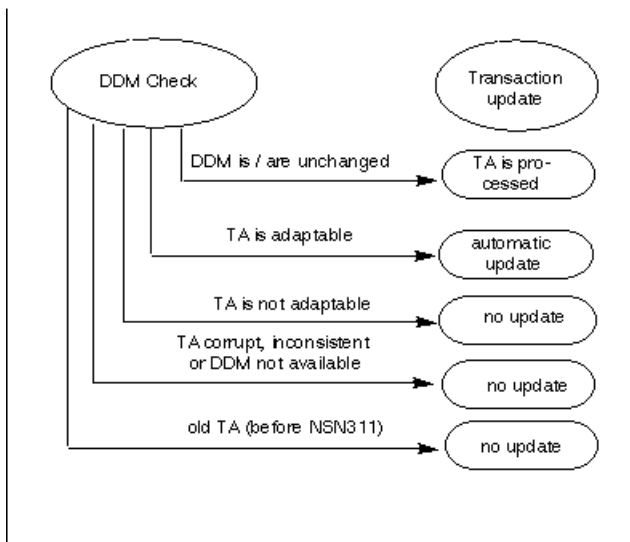 DDM Check
Transaction
update
DDM is / are unchanged
TA is pro-
cessed
TA is adaptable
automatic
update
TA is not adaptable
no update
TA corrupt, inconsistent
or DDM not available
no update
old TA (before NSN311)
no update